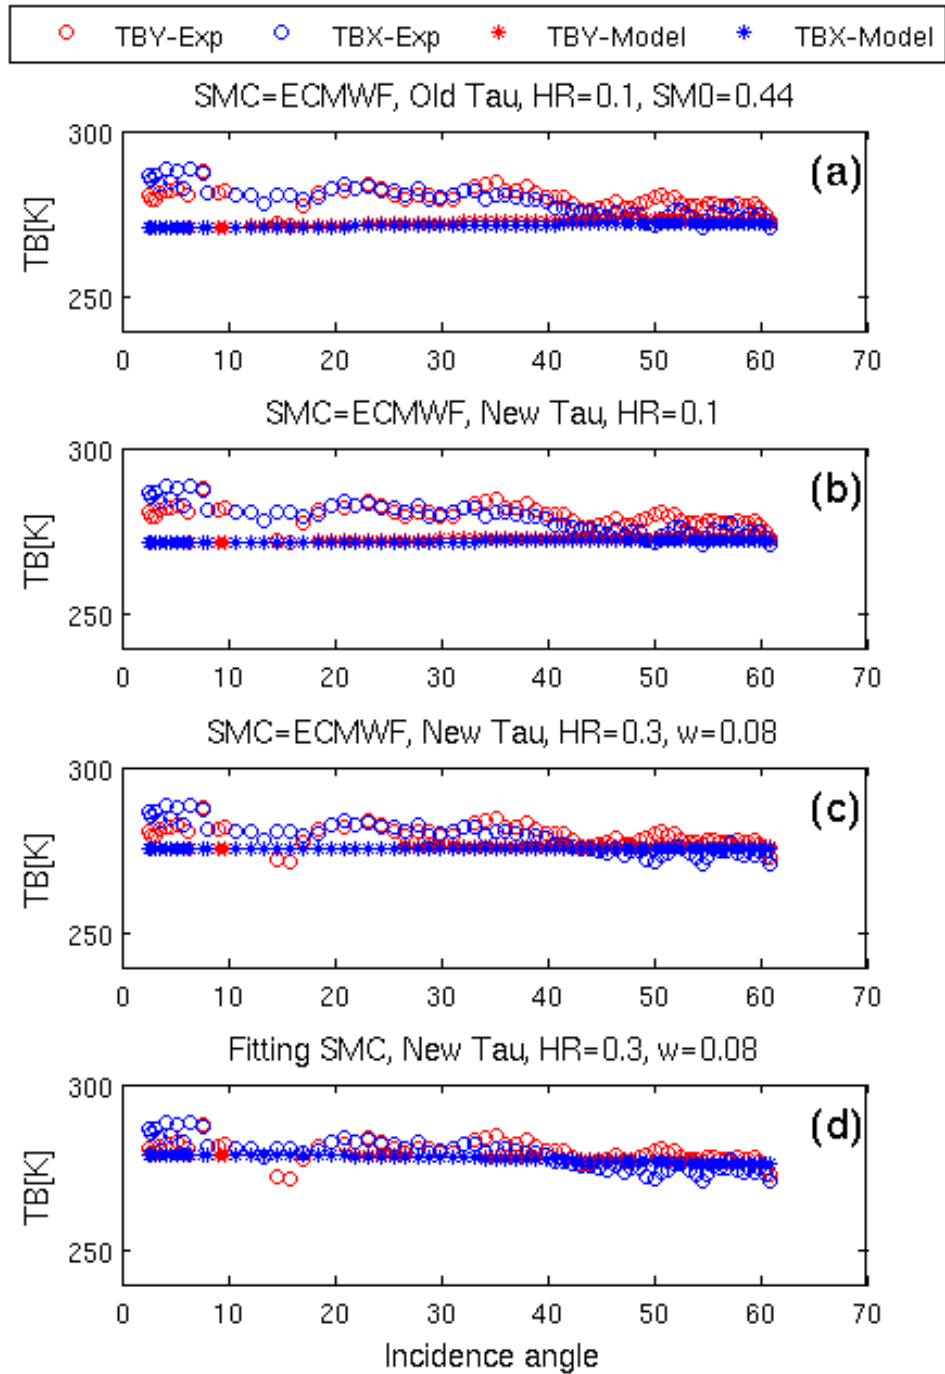 TBY-Exp TBX-Exp TBY-Model TBX-Model
SMC=ECMWF, Old Tau, HR=0.1, SM0=0.44
300
(a)
TB[K]
250
0 10 20 30 40 50 60 70
SMC=ECMWF, New Tau, HR=0.1
300
(b)
TB[K]
250
0 10 20 30 40 50 60 70
SMC=ECMWF, New Tau, HR=0.3, w=0.08
300
(c)
TB[K]
250
0 10 20 30 40 50 60 70
Fitting SMC, New Tau, HR=0.3, w=0.08
300
(d)
TB[K]
250
0 10 20 30 40 50 60 70
Incidence angle